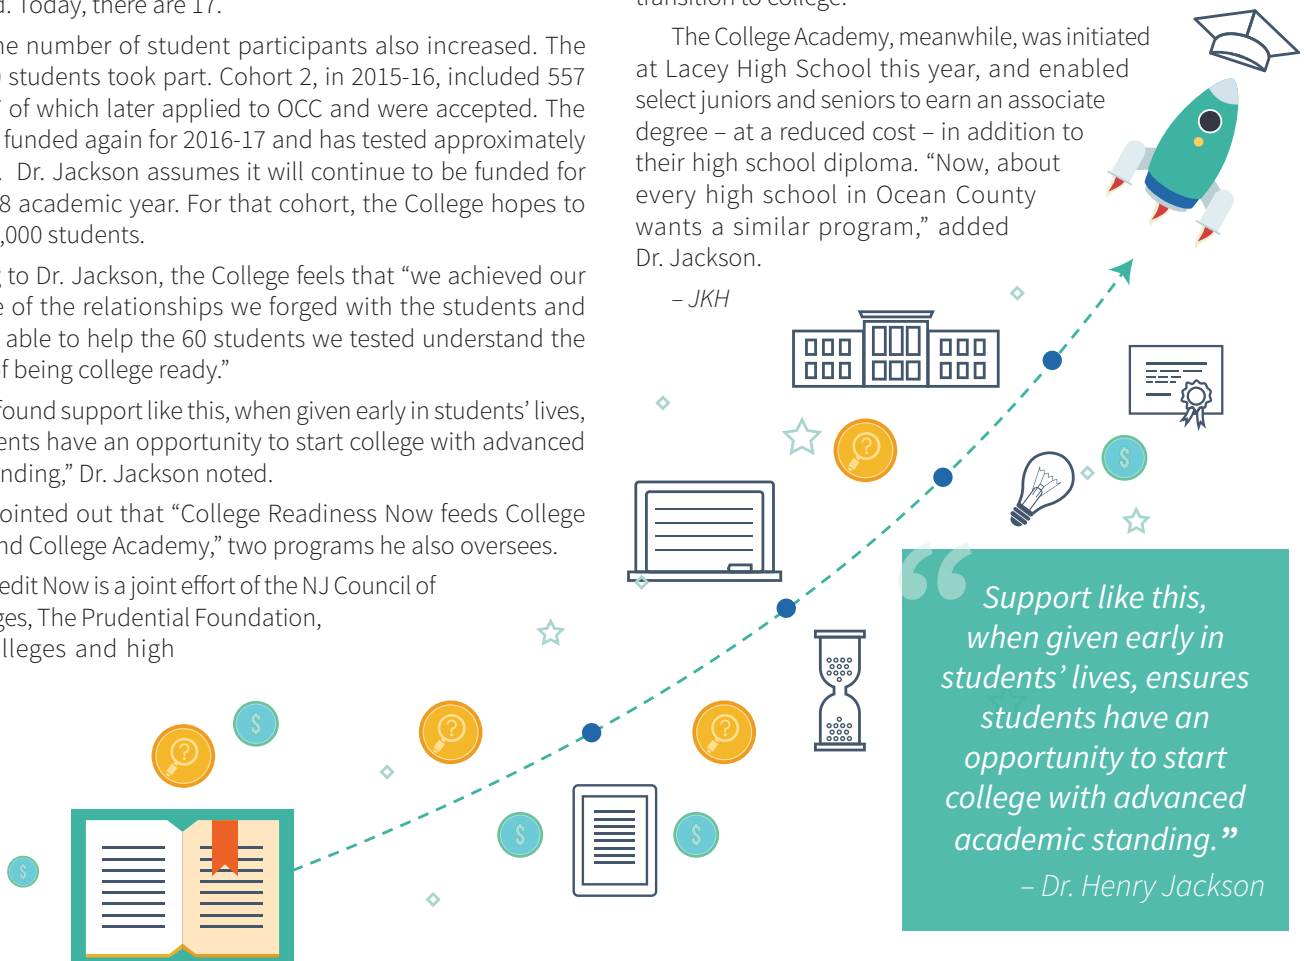 d. Today, there are 17.
he number of student participants also increased. The
students took part. Cohort 2, in 2015-16, included 557
of which later applied to OCC and were accepted. The
funded again for 2016-17 and has tested approximately
. Dr. Jackson assumes it will continue to be funded for
8 academic year. For that cohort, the College hopes to
,000 students.
g to Dr. Jackson, the College feels that “we achieved our
e of the relationships we forged with the students and
able to help the 60 students we tested understand the
of being college ready.”
found support like this, when given early in students’ lives,
ents have an opportunity to start college with advanced
nding,” Dr. Jackson noted.
ointed out that “College Readiness Now feeds College
nd College Academy,” two programs he also oversees.
edit Now is a joint effort of the NJ Council of
ges, The Prudential Foundation,
lleges and high
transition to college.
The College Academy, meanwhile, was initiated
at Lacey High School this year, and enabled
select juniors and seniors to earn an associate
degree – at a reduced cost – in addition to
their high school diploma. “Now, about
every high school in Ocean County
wants a similar program,” added
Dr. Jackson.
– JKH
“Support like this,
when given early in
students’ lives, ensures
students have an
opportunity to start
college with advanced
academic standing.”
– Dr. Henry Jackson